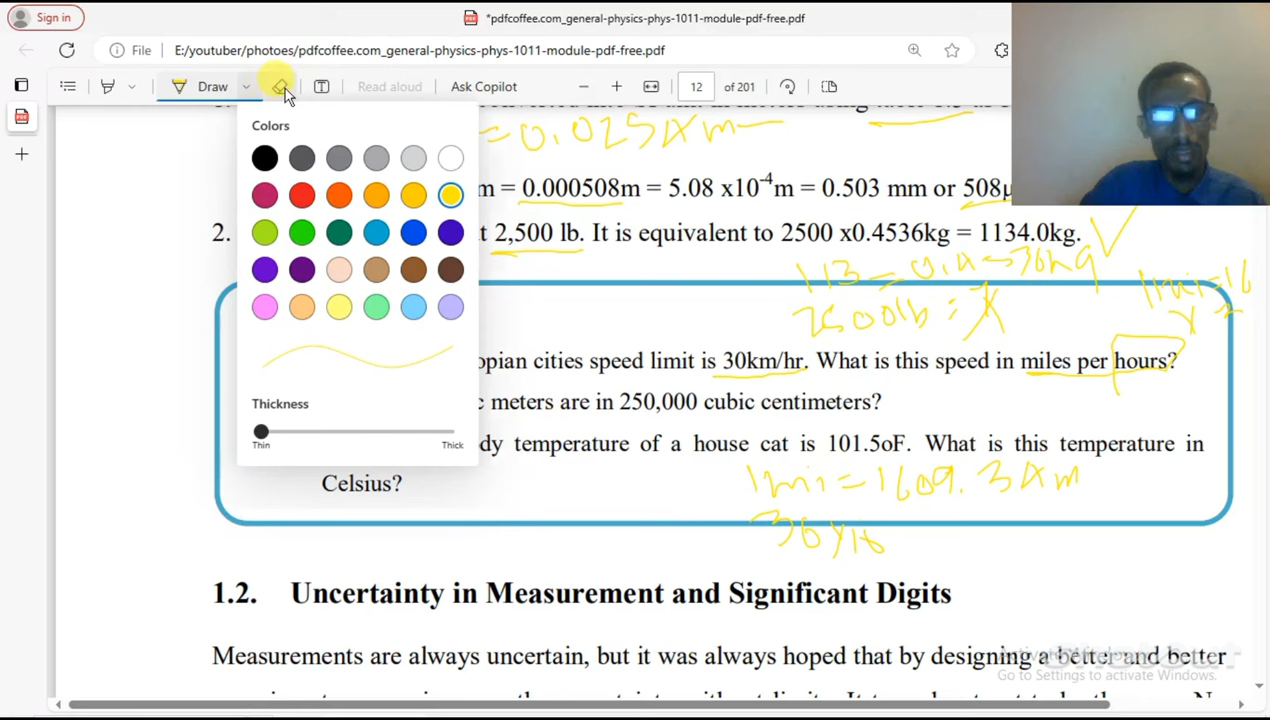 Sign in
*pdfcoffee.com_general-physics-phys-1011-module-pdf-free.pdf
File E:/youtuber/photoes/pdfcoffee.com_general-physics-phys-1011-module-pdf-free.pdf
Draw Read aloud Ask Copilot 12 of 201
= 0.0254m
Colors
m = 0.000508m = 5.08 x10-4m = 0.503 mm or 508μ
2. 2,500 lb. It is equivalent to 2500 x0.4536kg = 1134.0kg.
2500lb = x
opian cities speed limit is 30km/hr. What is this speed in miles per hours?
c meters are in 250,000 cubic centimeters?
Thickness
Thin Thick
dy temperature of a house cat is 101.5oF. What is this temperature in
Celsius?
1mi = 1609.34m
1.2. Uncertainty in Measurement and Significant Digits
Measurements are always uncertain, but it was always hoped that by designing a better and better
Go to Settings to activate Windows.